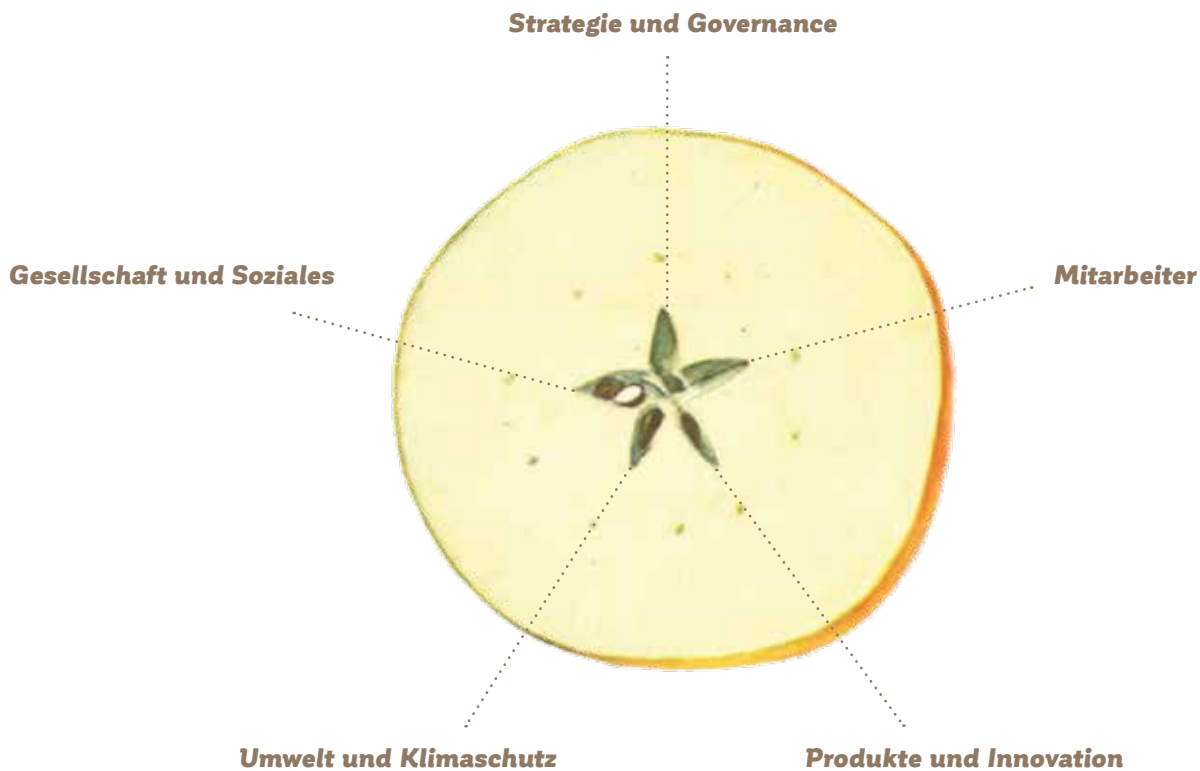 Strategie und Governance
Gesellschaft und Soziales
Mitarbeiter
Umwelt und Klimaschutz
Produkte und Innovation